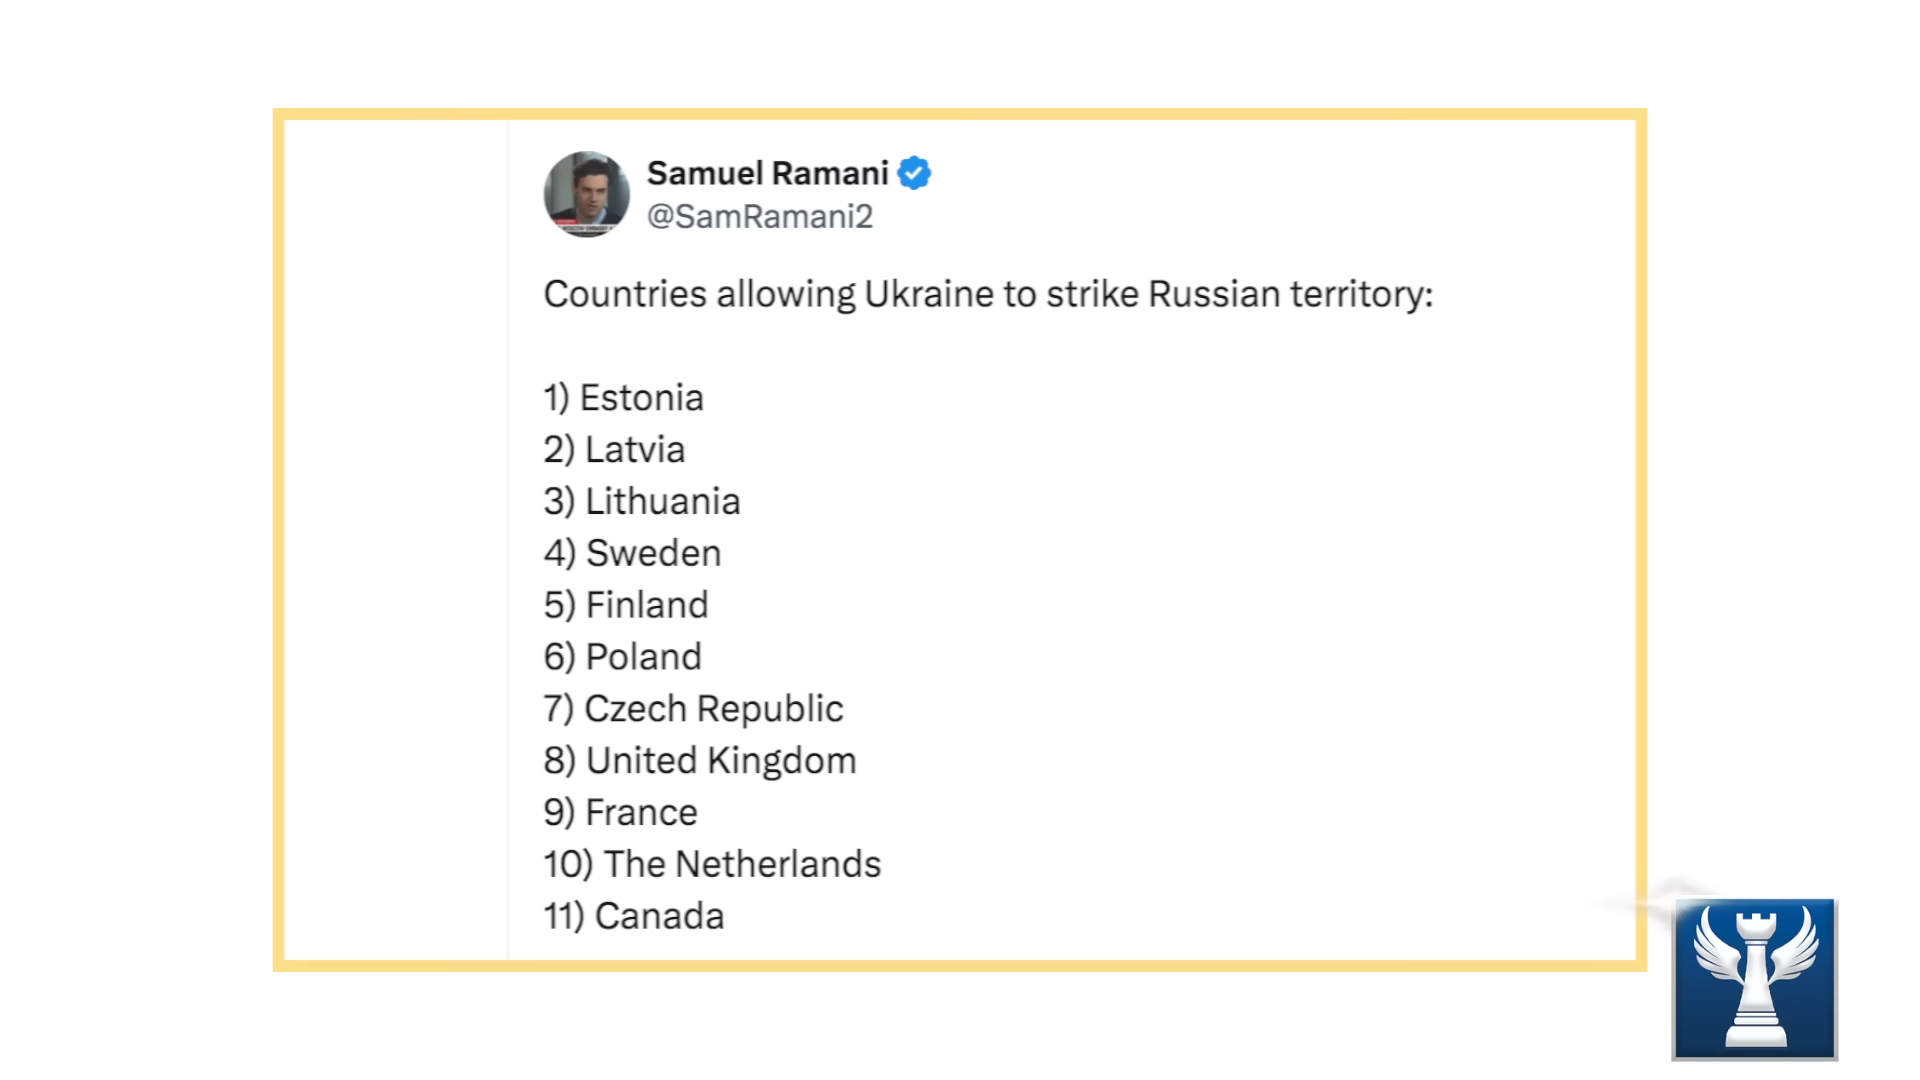 Samuel Ramani
@SamRamani2
Countries allowing Ukraine to strike Russian territory:
1) Estonia
2) Latvia
3) Lithuania
4) Sweden
5) Finland
6) Poland
7) Czech Republic
8) United Kingdom
9) France
10) The Netherlands
11) Canada